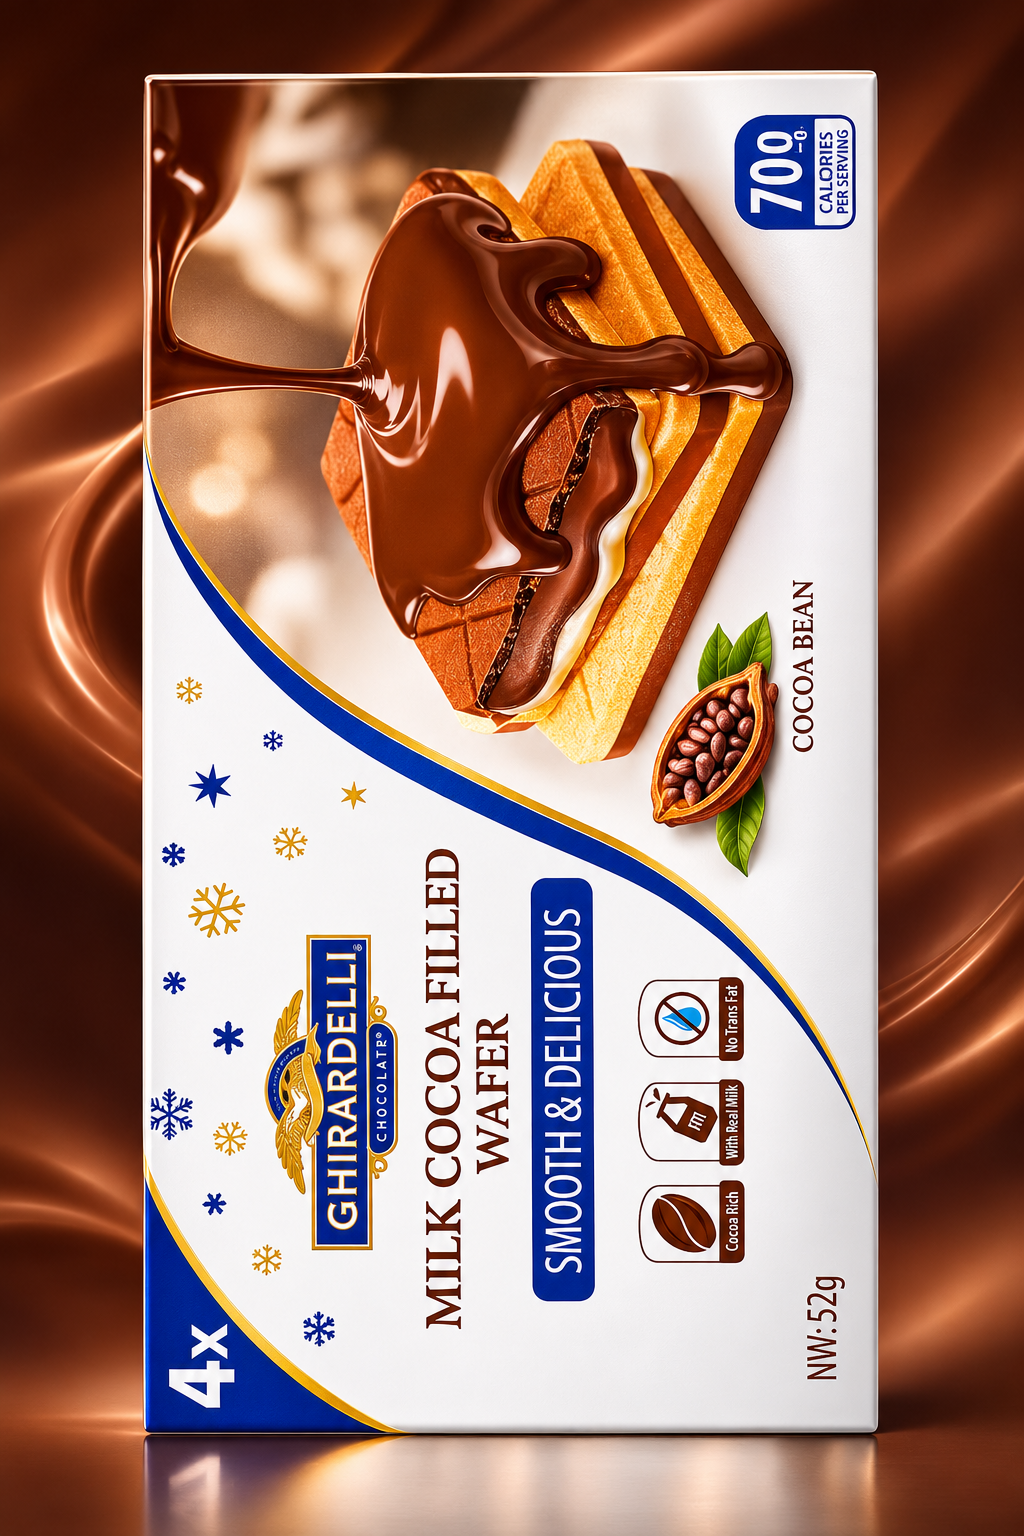 GHIRARDELLI®
CHOCOLATE®
MILK COCOA FILLED
WAFER
SMOOTH & DELICIOUS
Cocoa Rich
With Real Milk
No Trans Fat
4x
NW: 52g
COCOA BEAN
70
CALORIES
PER SERVING